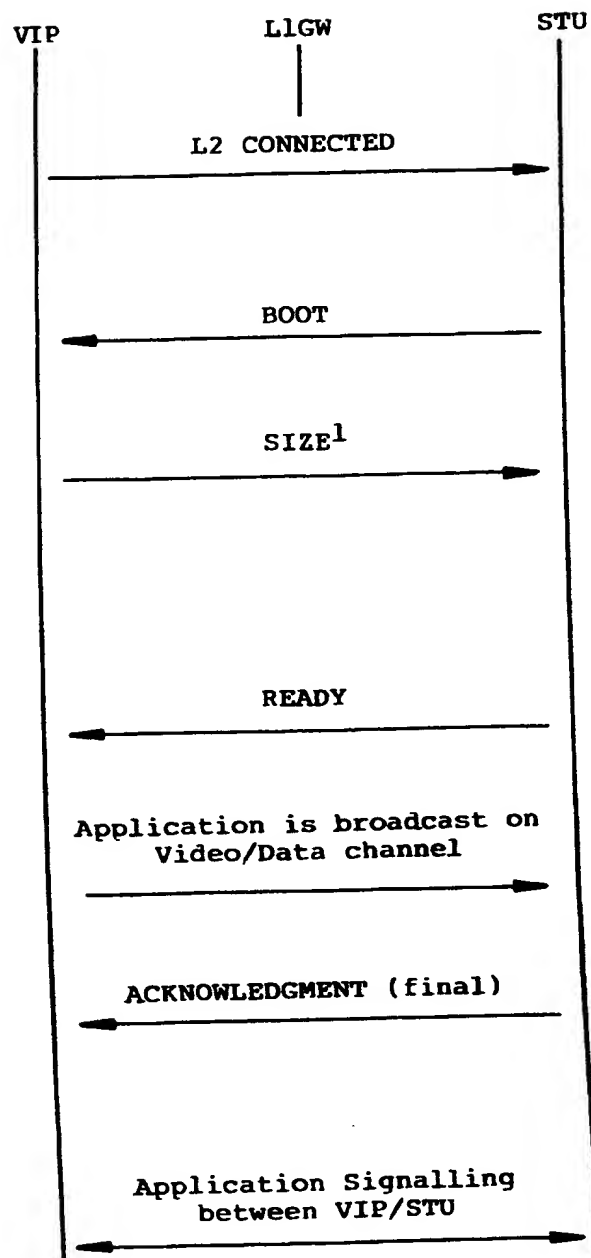 VIP L1GW STU
L2 CONNECTED
BOOT
SIZE1
READY
Application is broadcast on
Video/Data channel
ACKNOWLEDGMENT (final)
Application Signalling
between VIP/STU